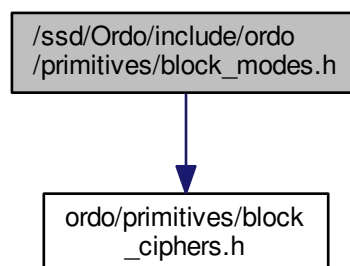 /ssd/Ordo/include/ordo
/primitives/block_modes.h
ordo/primitives/block
_ciphers.h